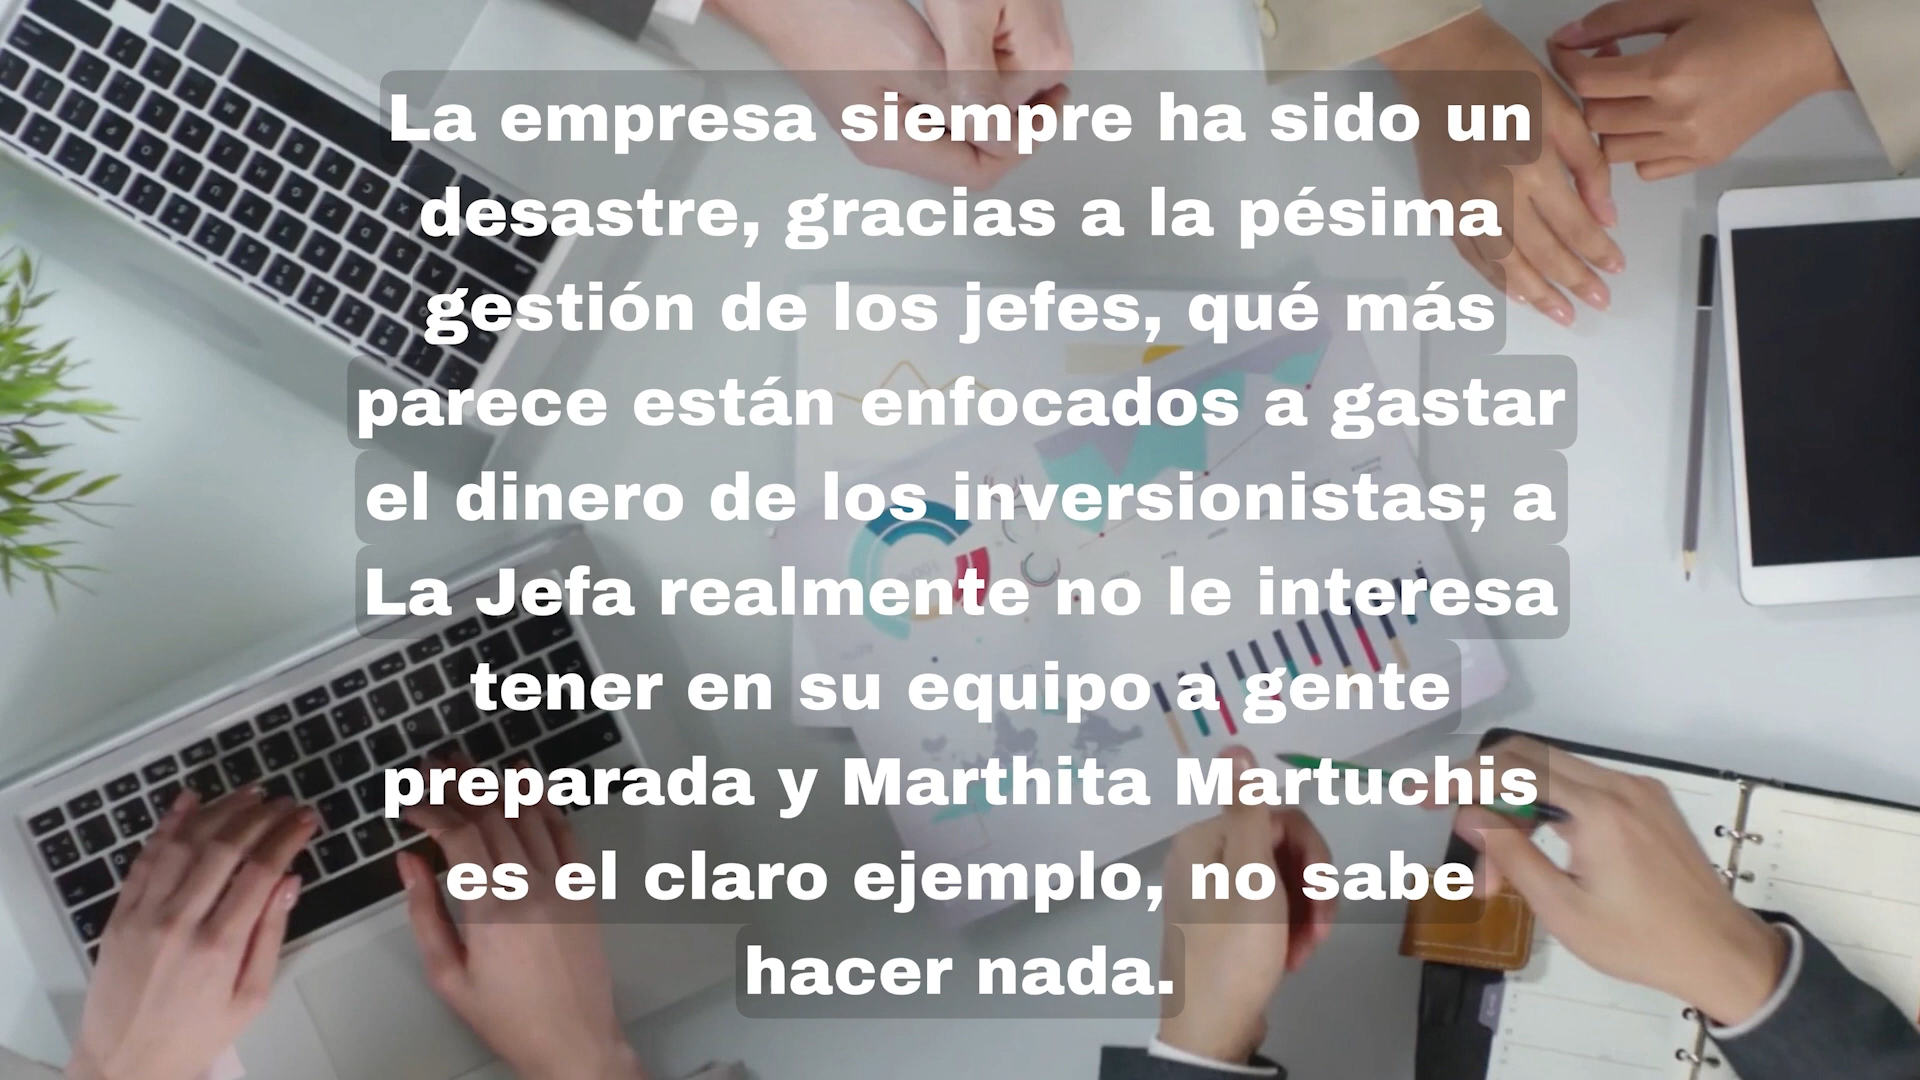 La empresa siempre ha sido un
desastre, gracias a la pésima
gestión de los jefes, qué más
parece están enfocados a gastar
el dinero de los inversionistas; a
La Jefa realmente no le interesa
tener en su equipo a gente
preparada y Marthita Martuchis
es el claro ejemplo, no sabe
hacer nada.